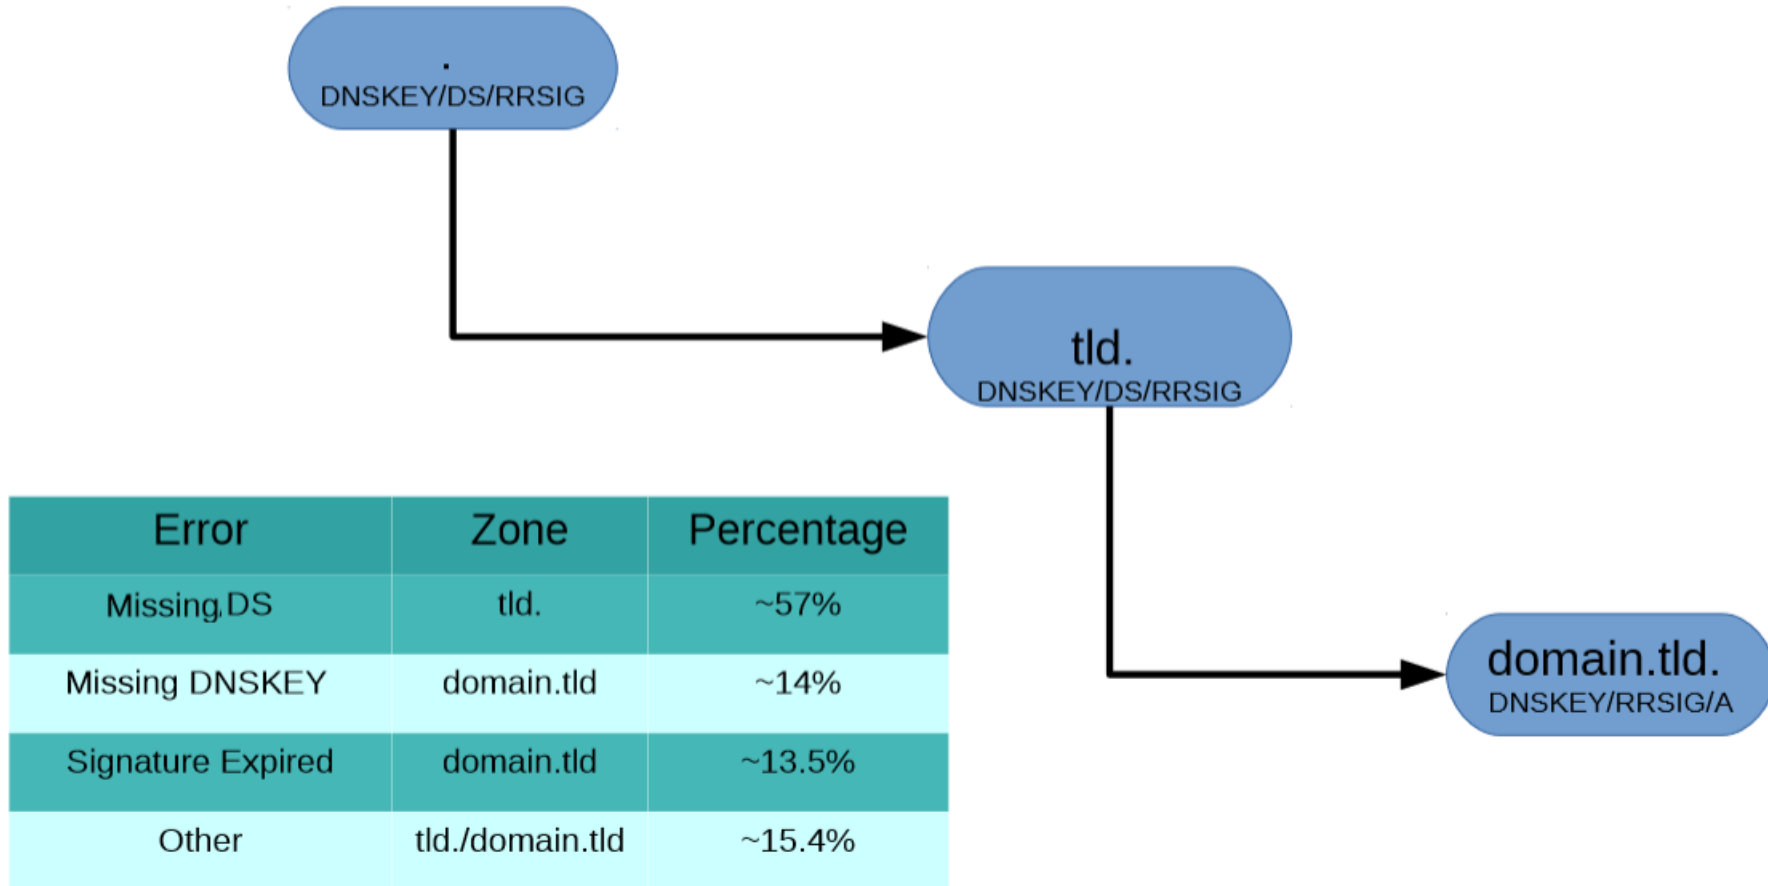 .
DNSKEY/DS/RRSIG
tld.
DNSKEY/DS/RRSIG
domain.tld.
DNSKEY/RRSIG/A
Error Zone Percentage
Missing DS tld. ~57%
Missing DNSKEY domain.tld ~14%
Signature Expired domain.tld ~13.5%
Other tld./domain.tld ~15.4%